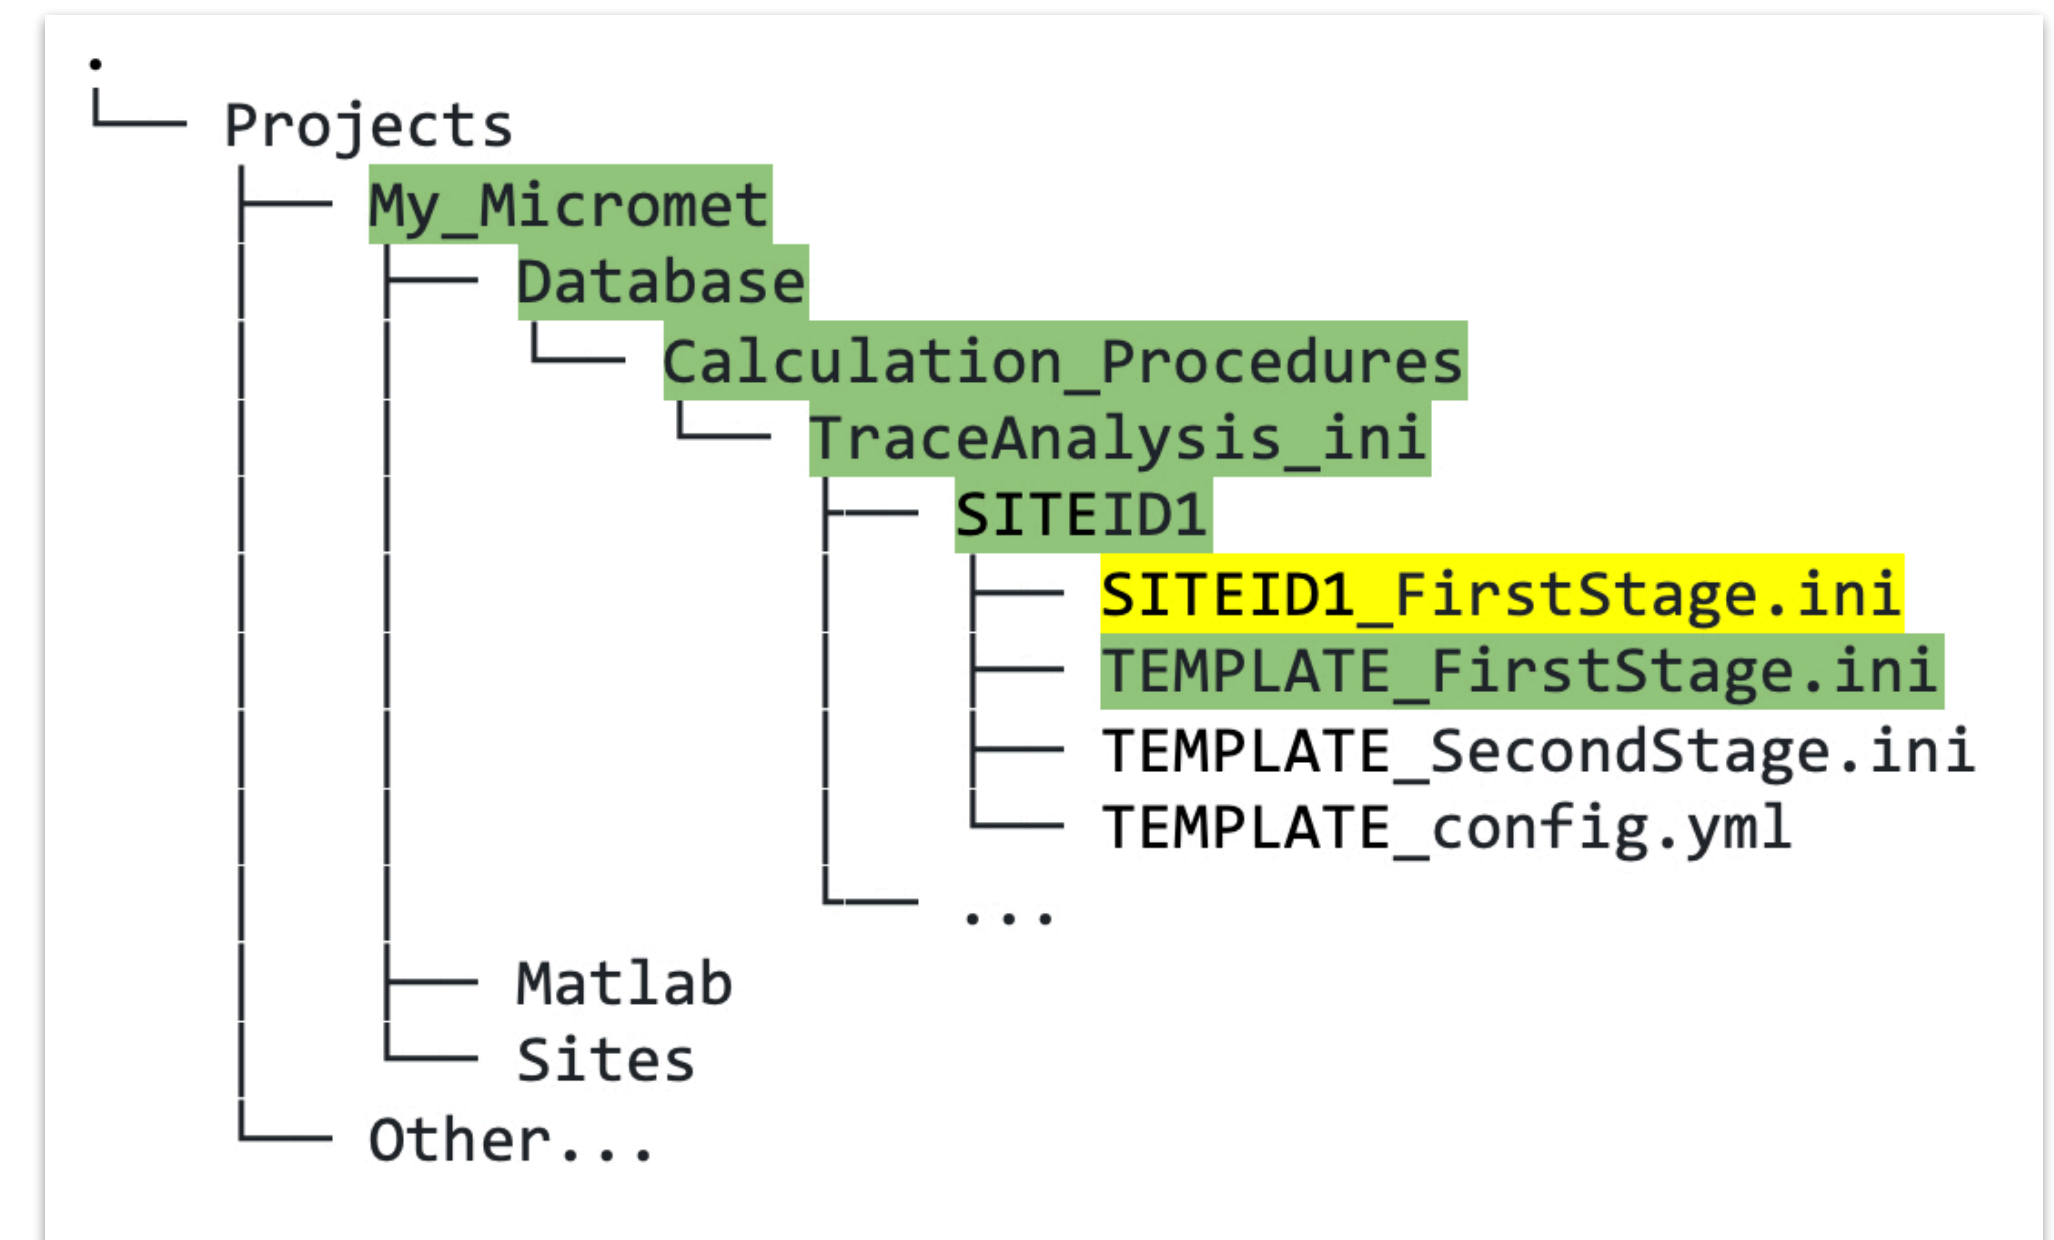 .
Projects
My_Micromet
Database
Calculation_Procedures
TraceAnalysis_ini
SITEID1
SITEID1_FirstStage.ini
TEMPLATE_FirstStage.ini
TEMPLATE_SecondStage.ini
TEMPLATE_config.yml
...
Matlab
Sites
Other...